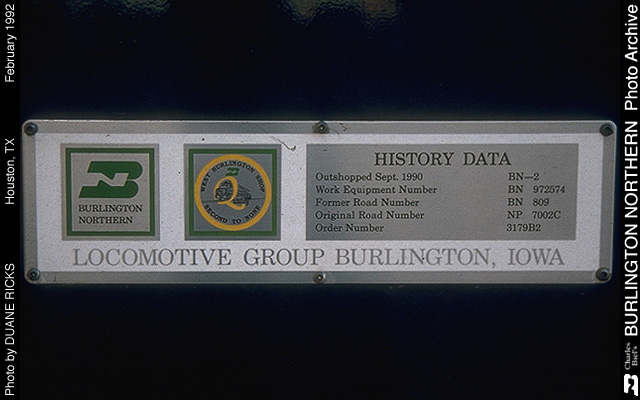 February 1992
Houston, TX
Photo by DUANE RICKS
BURLINGTON
NORTHERN
WEST BURLINGTON SHOP
Q
SECOND TO NONE
HISTORY DATA
Outshopped Sept. 1990 BN—2
Work Equipment Number BN 972574
Former Road Number BN 809
Original Road Number NP 7002C
Order Number 3179B2
LOCOMOTIVE GROUP BURLINGTON, IOWA
Charles
Biel's
BURLINGTON NORTHERN Photo Archive